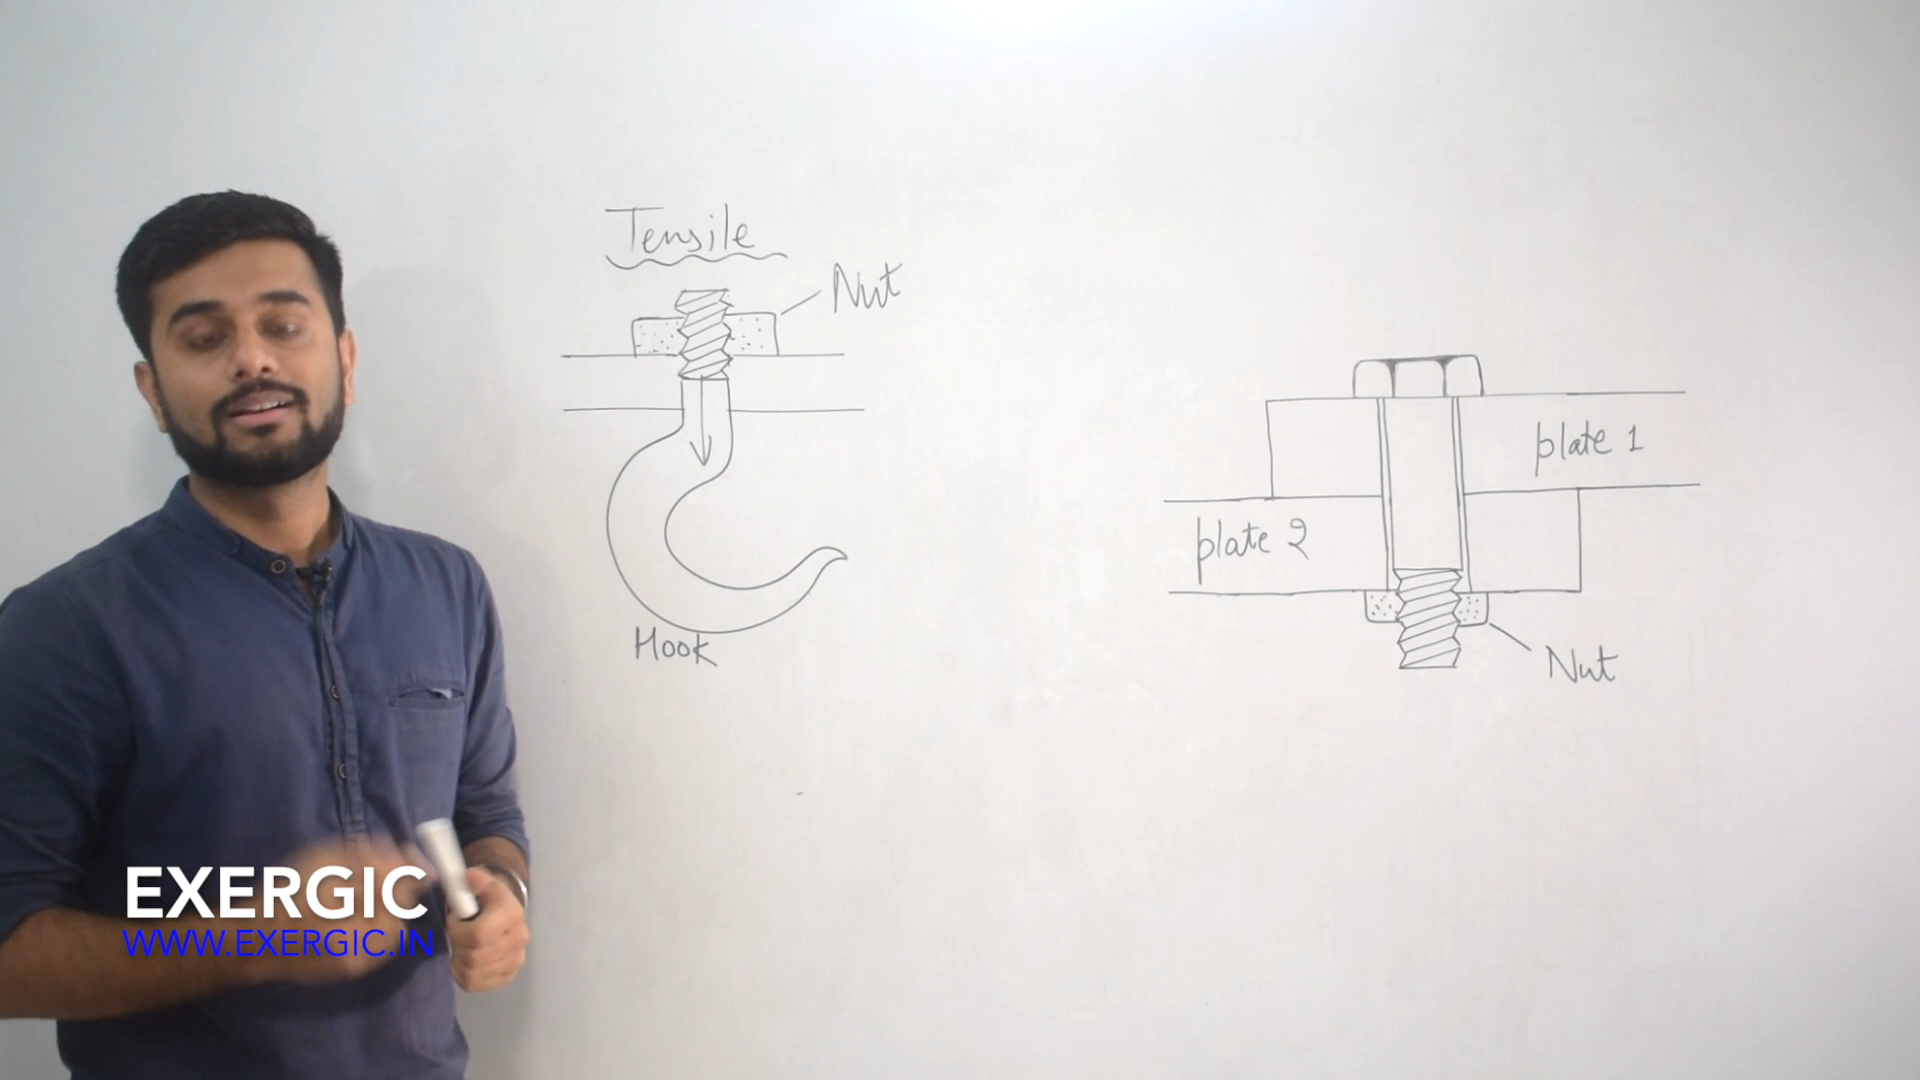 Tensile
Nut
Hook
plate 1
plate 2
Nut
EXERGIC
WWW.EXERGIC.IN